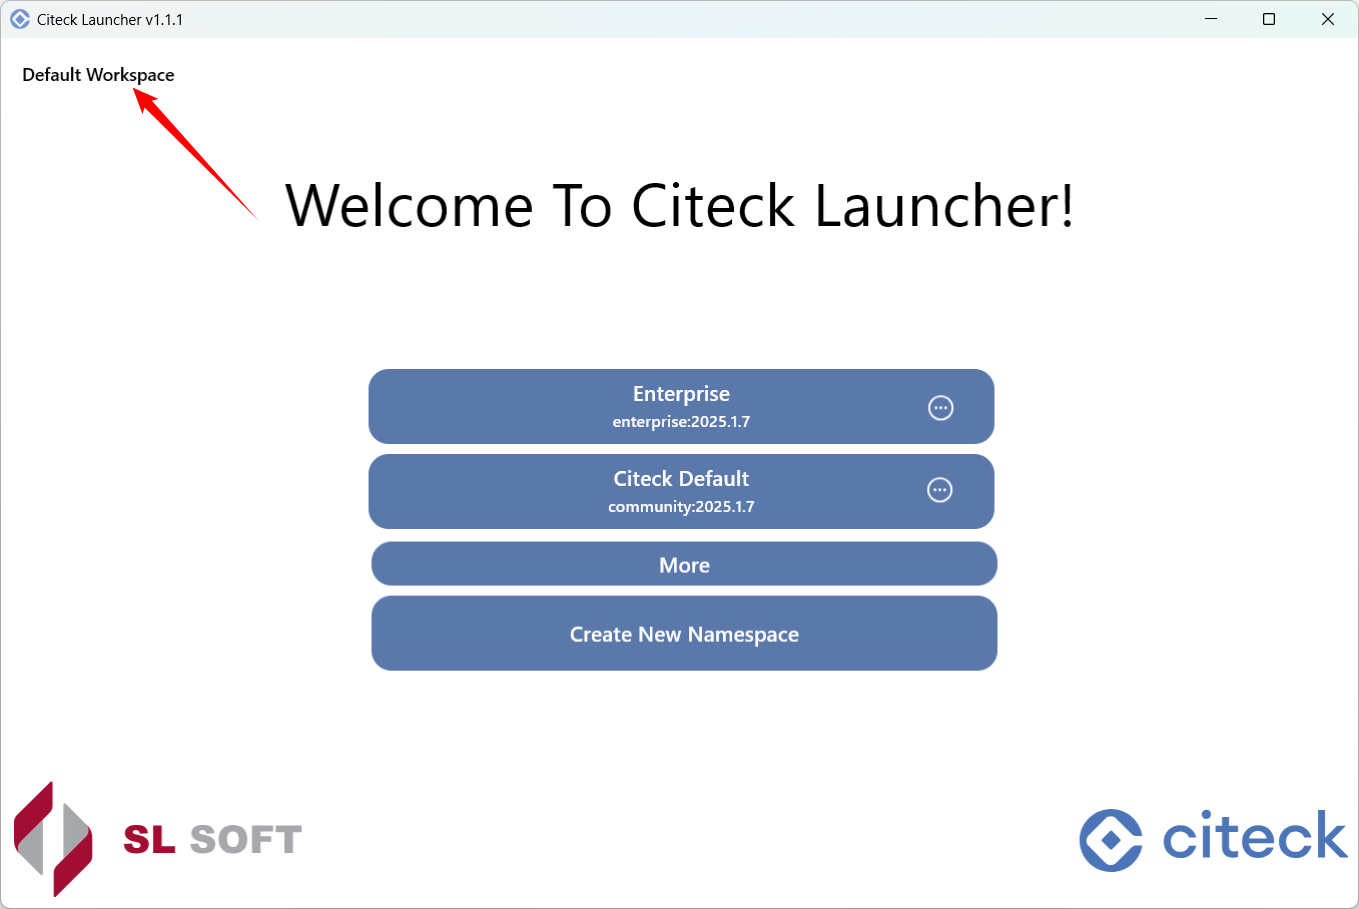 Citeck Launcher v1.1.1
Default Workspace
Welcome To Citeck Launcher!
Enterprise
enterprise:2025.1.7
Citeck Default
community:2025.1.7
More
Create New Namespace
SL SOFT
citeck